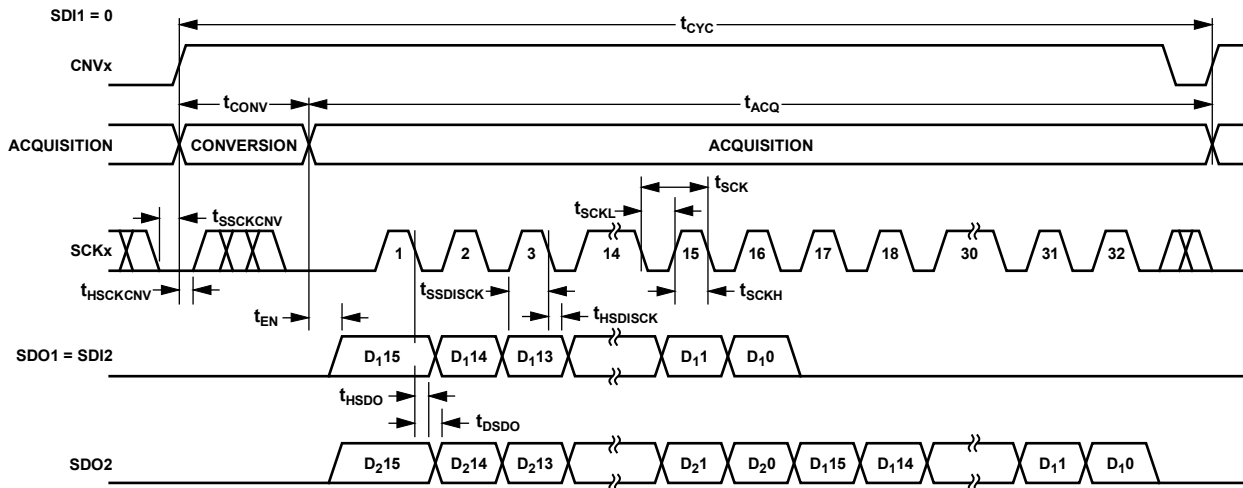 SDI1 = 0
tCYC
CNVx
tCONV
tACQ
ACQUISITION
CONVERSION
ACQUISITION
tSCK
tSSCKCNV
tSCKL
SCKx
1
2
3
14
15
16
17
18
30
31
32
tHSCKCNV
tSSDISCK
tSCKH
tEN
tHSDISCK
SDO1 = SDI2
D115
D114
D113
D11
D10
tHSDO
tDSDO
SDO2
D215
D214
D213
D21
D20
D115
D114
D11
D10